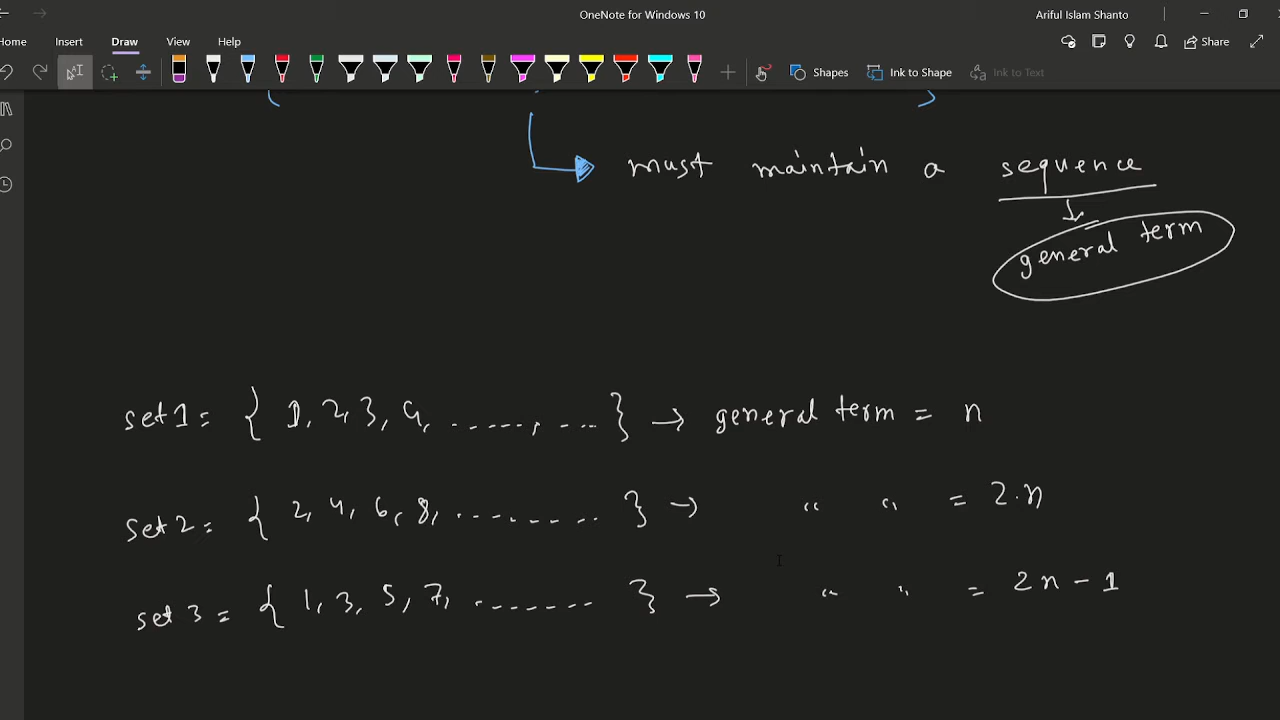 OneNote for Windows 10
Ariful Islam Shanto
Home Insert Draw View Help
Share
Shapes Ink to Shape Ink to Text
must maintain a sequence
general term
set1 = { 1, 2, 3, 4, ......, ... } → general term = n
set 2 = { 2, 4, 6, 8, .......... } → " " = 2.n
set 3 = { 1, 3, 5, 7, ........ } → " " = 2n - 1